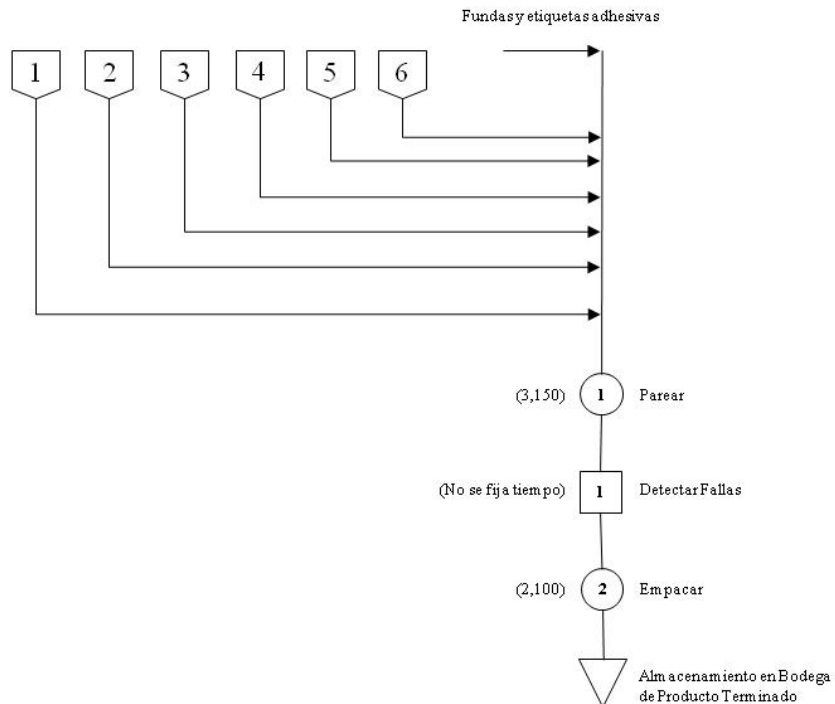 Fundas y etiquetas adhesivas
1 2 3 4 5 6
(3,150) 1 Parear
(No se fija tiempo) 1 Detectar Fallas
(2,100) 2 Empacar
Almacenamiento en Bodega
de Producto Terminado